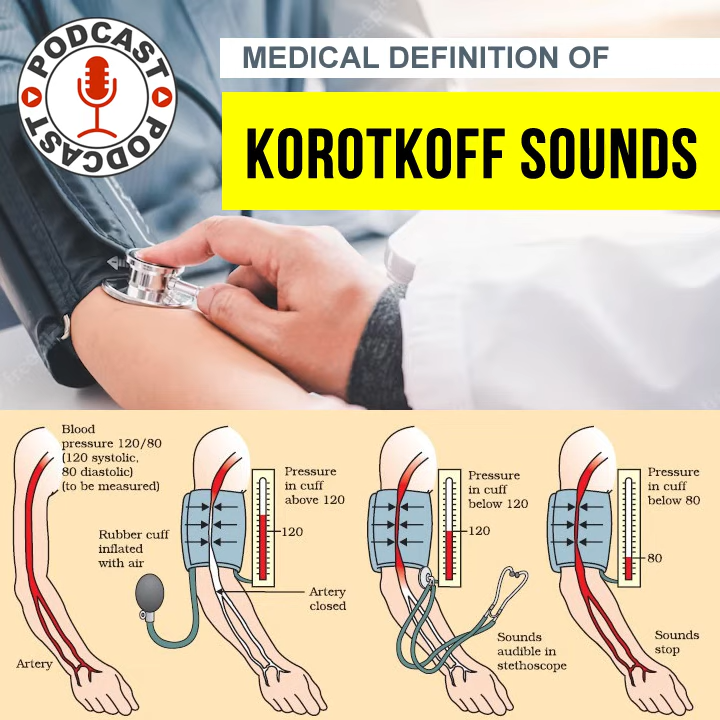 PODCAST
PODCAST
MEDICAL DEFINITION OF
KOROTKOFF SOUNDS
Blood
pressure 120/80
(120 systolic,
80 diastolic)
(to be measured)
Rubber cuff
inflated
with air
Artery
Pressure
in cuff
above 120
120
Artery
closed
Pressure
in cuff
below 120
120
Sounds
audible in
stethoscope
Pressure
in cuff
below 80
80
Sounds
stop